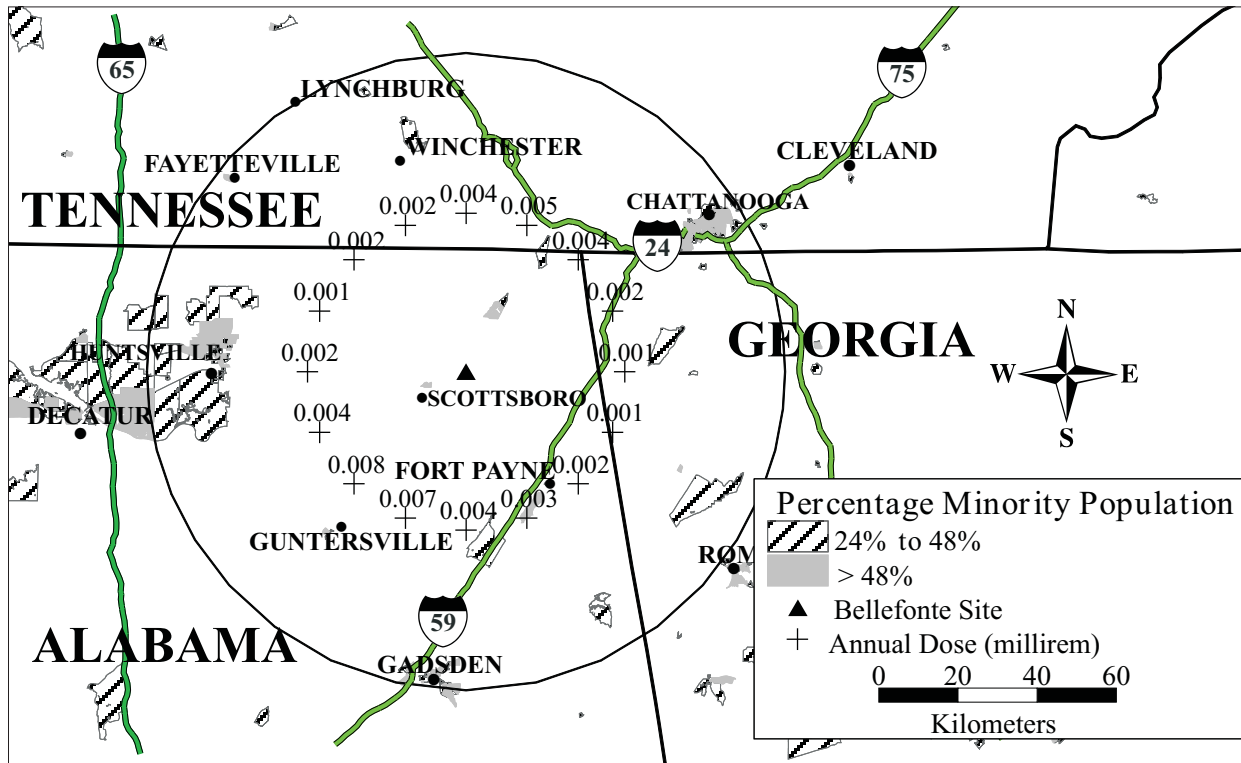 65
75
LYNCHBURG
WINCHESTER
FAYETTEVILLE
CLEVELAND
TENNESSEE
CHATTANOOGA
0.002
0.004
0.005
24
0.002
0.004
0.001
0.002
GEORGIA
N
W E
S
HUNTSVILLE
0.002
0.001
SCOTTSBORO
DECATUR
0.004
0.001
0.008
FORT PAYNE
0.002
0.007
0.004
0.003
GUNTERSVILLE
ROM
59
ALABAMA
GADSDEN
Percentage Minority Population
24% to 48%
> 48%
Bellefonte Site
Annual Dose (millirem)
0 20 40 60
Kilometers